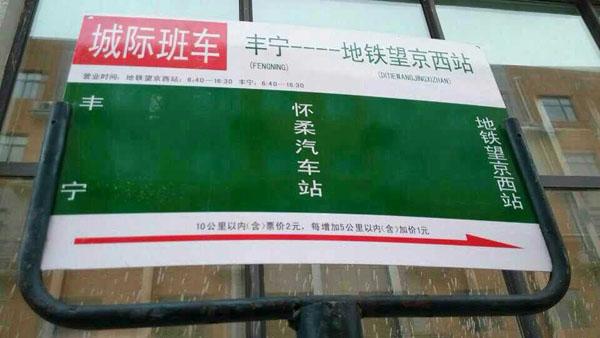 城际班车
丰宁----地铁望京西站
(FENGNING) (DITIEWANGJINGXIZHAN)
营业时间：地铁望京西站：6:40—16:30 丰宁：6:40—16:30
丰宁
怀柔汽车站
地铁望京西站
10公里以内(含)票价2元，每增加5公里以内(含)加价1元